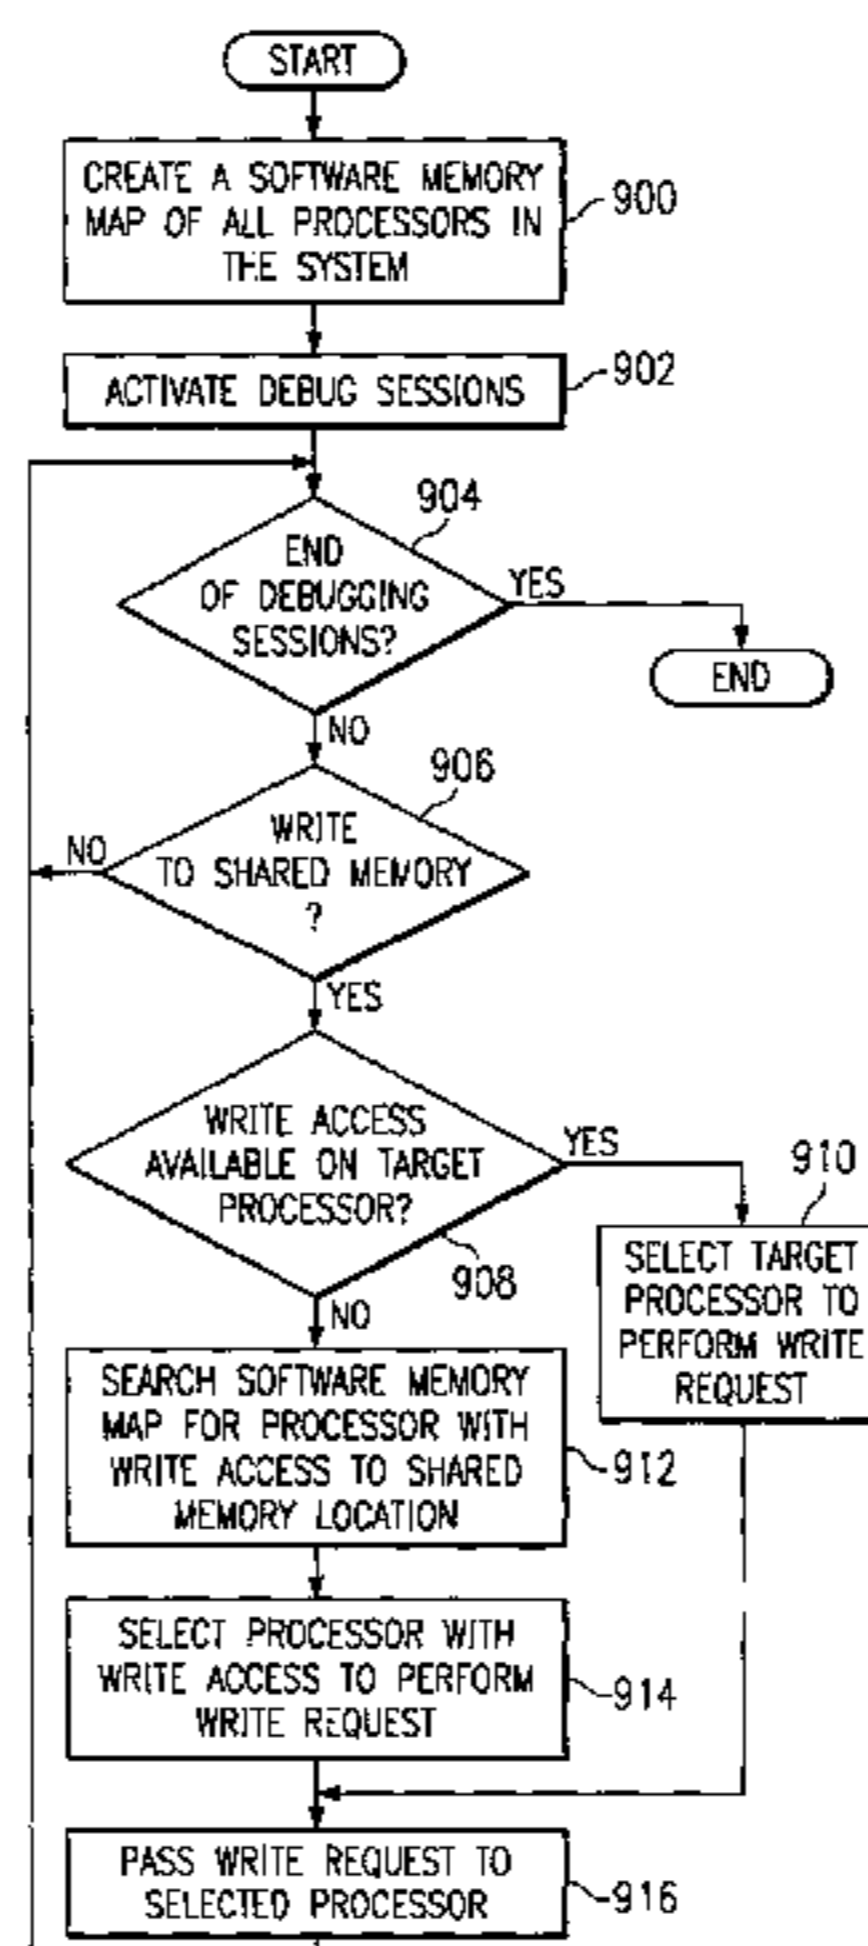 START
CREATE A SOFTWARE MEMORY
MAP OF ALL PROCESSORS IN
THE SYSTEM
900
ACTIVATE DEBUG SESSIONS
902
904
END
OF DEBUGGING
SESSIONS?
YES
END
NO
906
WRITE
TO SHARED MEMORY
?
NO
YES
WRITE ACCESS
AVAILABLE ON TARGET
PROCESSOR?
YES
908
910
SELECT TARGET
PROCESSOR TO
PERFORM WRITE
REQUEST
NO
SEARCH SOFTWARE MEMORY
MAP FOR PROCESSOR WITH
WRITE ACCESS TO SHARED
MEMORY LOCATION
912
SELECT PROCESSOR WITH
WRITE ACCESS TO PERFORM
WRITE REQUEST
914
PASS WRITE REQUEST TO
SELECTED PROCESSOR
916